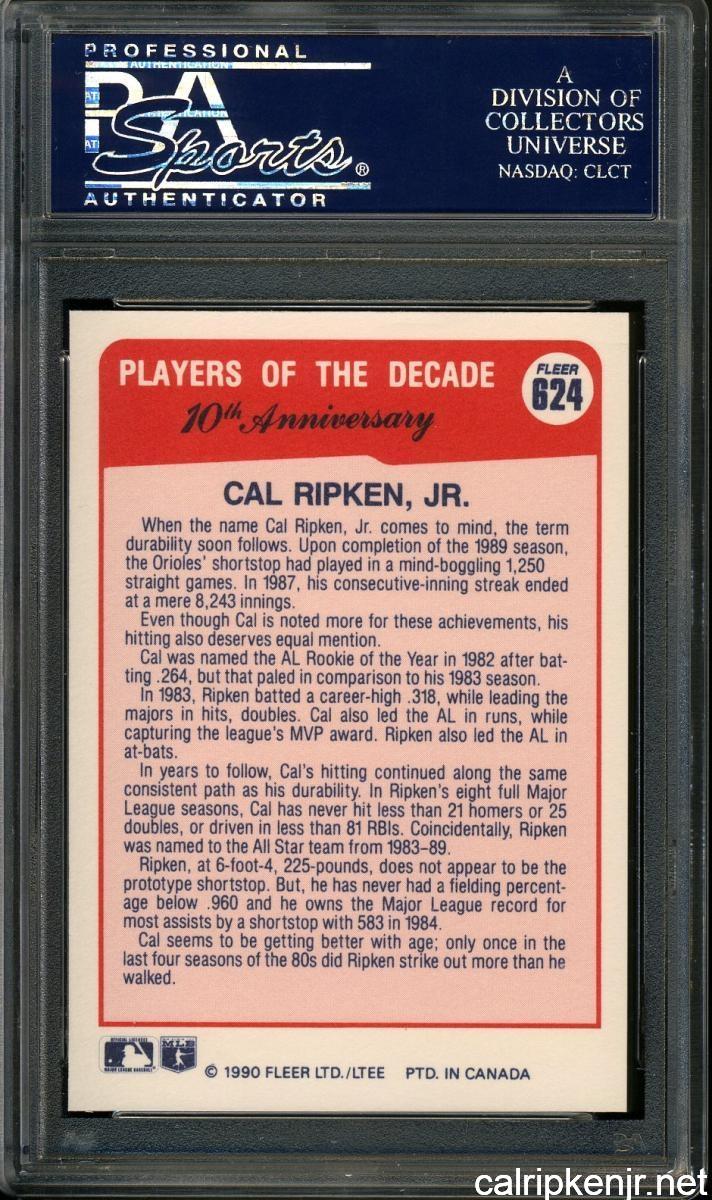 PROFESSIONAL
PSA
Sports®
AUTHENTICATOR
A
DIVISION OF
COLLECTORS
UNIVERSE
NASDAQ: CLCT
PLAYERS OF THE DECADE
10th Anniversary
FLEER
624
CAL RIPKEN, JR.
When the name Cal Ripken, Jr. comes to mind, the term
durability soon follows. Upon completion of the 1989 season,
the Orioles' shortstop had played in a mind-boggling 1,250
straight games. In 1987, his consecutive-inning streak ended
at a mere 8,243 innings.
Even though Cal is noted more for these achievements, his
hitting also deserves equal mention.
Cal was named the AL Rookie of the Year in 1982 after bat-
ting .264, but that paled in comparison to his 1983 season.
In 1983, Ripken batted a career-high .318, while leading the
majors in hits, doubles. Cal also led the AL in runs, while
capturing the league's MVP award. Ripken also led the AL in
at-bats.
In years to follow, Cal's hitting continued along the same
consistent path as his durability. In Ripken's eight full Major
League seasons, Cal has never hit less than 21 homers or 25
doubles, or driven in less than 81 RBIs. Coincidentally, Ripken
was named to the All Star team from 1983-89.
Ripken, at 6-foot-4, 225-pounds, does not appear to be the
prototype shortstop. But, he has never had a fielding percent-
age below .960 and he owns the Major League record for
most assists by a shortstop with 583 in 1984.
Cal seems to be getting better with age; only once in the
last four seasons of the 80s did Ripken strike out more than he
walked.
© 1990 FLEER LTD./LTEE PTD. IN CANADA
calripkenjr.net